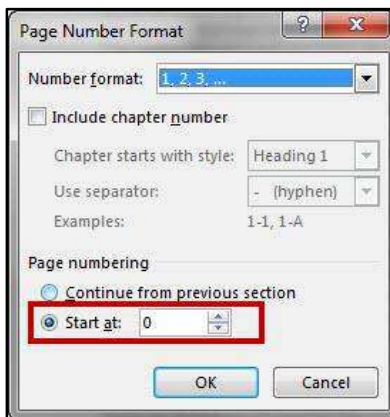 Page Number Format
Number format: 1, 2, 3, ...
Include chapter number
Chapter starts with style: Heading 1
Use separator: - (hyphen)
Examples: 1-1, 1-A
Page numbering
Continue from previous section
Start at: 0
OK Cancel